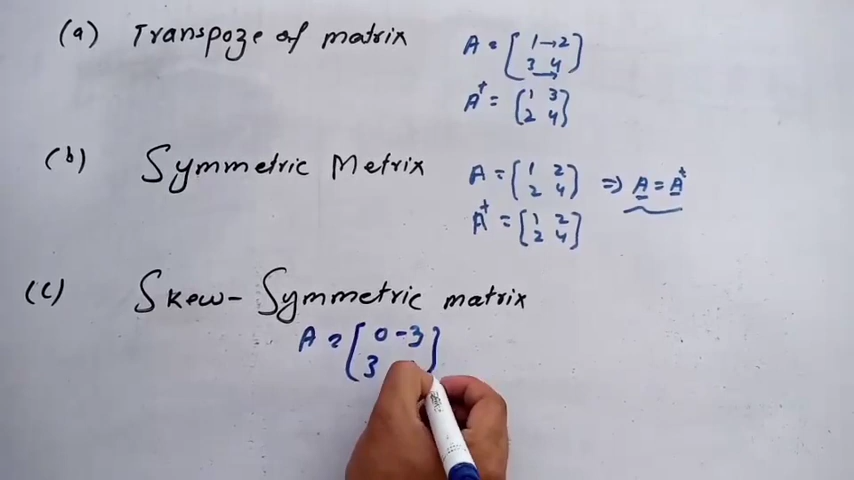 (a) Transpoze of matrix
A = [1→2
3 4]
A^t = [1 3
2 4]
(b) Symmetric Metrix
A = [1 2
2 4] => A = A^t
A^t = [1 2
2 4]
(c) Skew-Symmetric matrix
A = [0 -3
3 ]